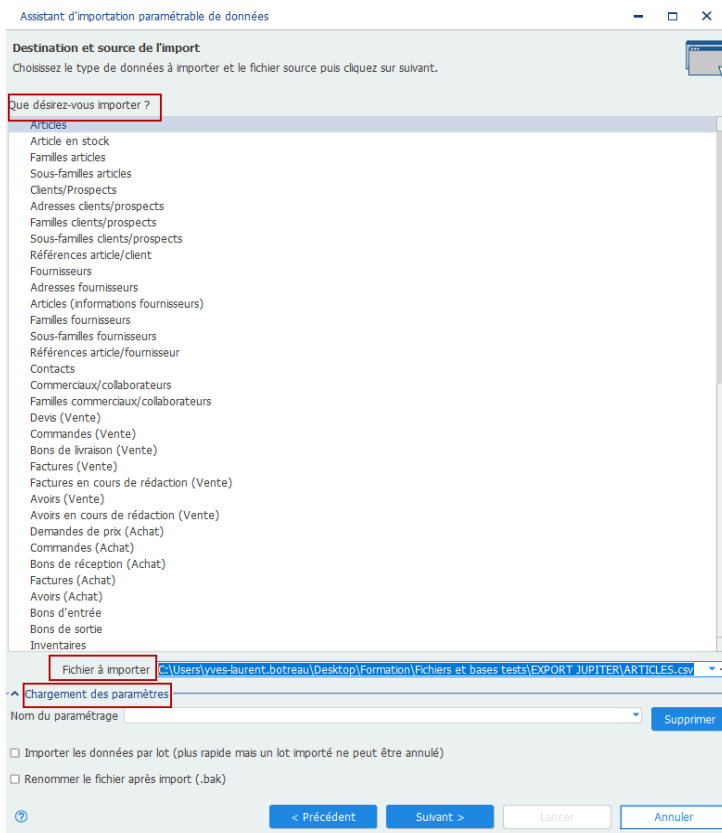 Assistant d'importation paramétrable de données
Destination et source de l'import
Choisissez le type de données à importer et le fichier source puis cliquez sur suivant.
Que désirez-vous importer ?
Articles
Article en stock
Familles articles
Sous-familles articles
Clients/Prospects
Adresses clients/prospects
Familles clients/prospects
Sous-familles clients/prospects
Références article/client
Fournisseurs
Adresses fournisseurs
Articles (informations fournisseurs)
Familles fournisseurs
Sous-familles fournisseurs
Références article/fournisseur
Contacts
Commerciaux/collaborateurs
Familles commerciaux/collaborateurs
Devis (Vente)
Commandes (Vente)
Bons de livraison (Vente)
Factures (Vente)
Factures en cours de rédaction (Vente)
Avoirs (Vente)
Avoirs en cours de rédaction (Vente)
Demandes de prix (Achat)
Commandes (Achat)
Bons de réception (Achat)
Factures (Achat)
Avoirs (Achat)
Bons d'entrée
Bons de sortie
Inventaires
Fichier à importer C:\Users\yves-laurent.botreau\Desktop\Formation\Fichiers et bases tests\EXPORT JUPITER\ARTICLES.csv
Chargement des paramètres
Nom du paramétrage
Supprimer
Importer les données par lot (plus rapide mais un lot importé ne peut être annulé)
Renommer le fichier après import (.bak)
? < Précédent Suivant > Lancer Annuler